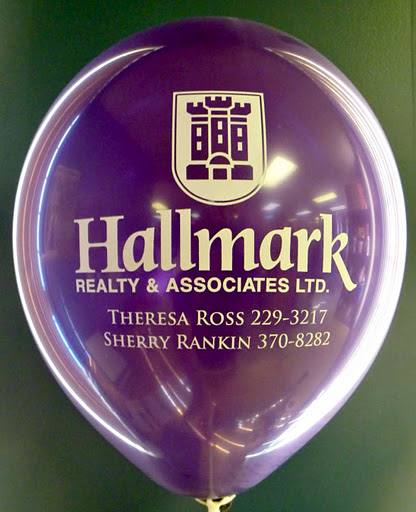 Hallmark
REALTY & ASSOCIATES LTD.
THERESA ROSS 229-3217
SHERRY RANKIN 370-8282